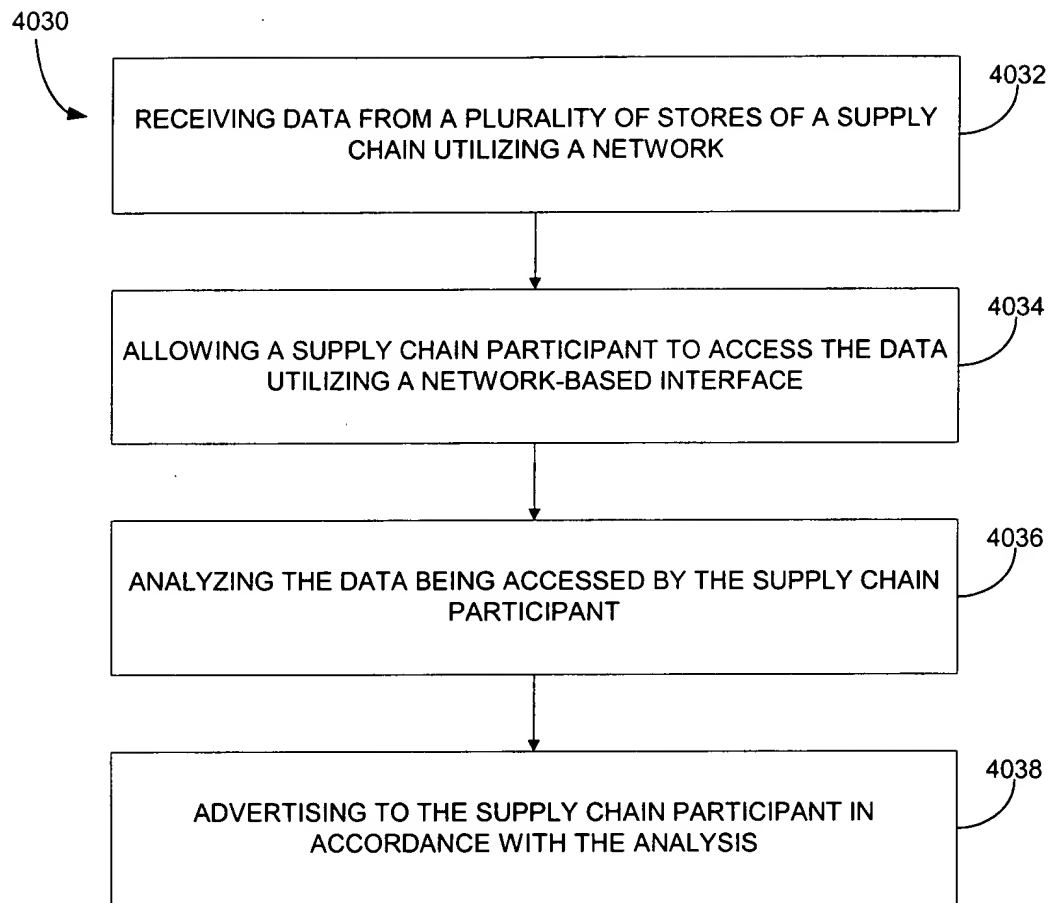 4030
4032
RECEIVING DATA FROM A PLURALITY OF STORES OF A SUPPLY
CHAIN UTILIZING A NETWORK
4034
ALLOWING A SUPPLY CHAIN PARTICIPANT TO ACCESS THE DATA
UTILIZING A NETWORK-BASED INTERFACE
4036
ANALYZING THE DATA BEING ACCESSED BY THE SUPPLY CHAIN
PARTICIPANT
4038
ADVERTISING TO THE SUPPLY CHAIN PARTICIPANT IN
ACCORDANCE WITH THE ANALYSIS